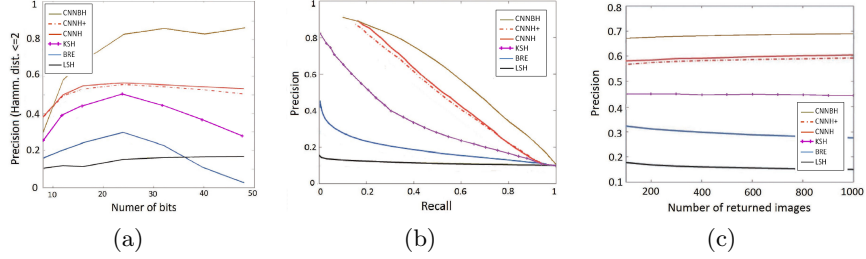 CNNBH
CNNH+
CNNH
KSH
BRE
LSH
Precision (Hamm. dist. <=2
1
0.8
0.6
0.4
0.2
0
10 20 30 40 50
Numer of bits
(a)
CNNBH
CNNH+
CNNH
KSH
BRE
LSH
Precision
1
0.8
0.6
0.4
0.2
0
0 0.2 0.4 0.6 0.8 1
Recall
(b)
CNNBH
CNNH+
CNNH
KSH
BRE
LSH
Precision
0.8
0.7
0.6
0.5
0.4
0.3
0.2
0.1
200 400 600 800 1000
Number of returned images
(c)